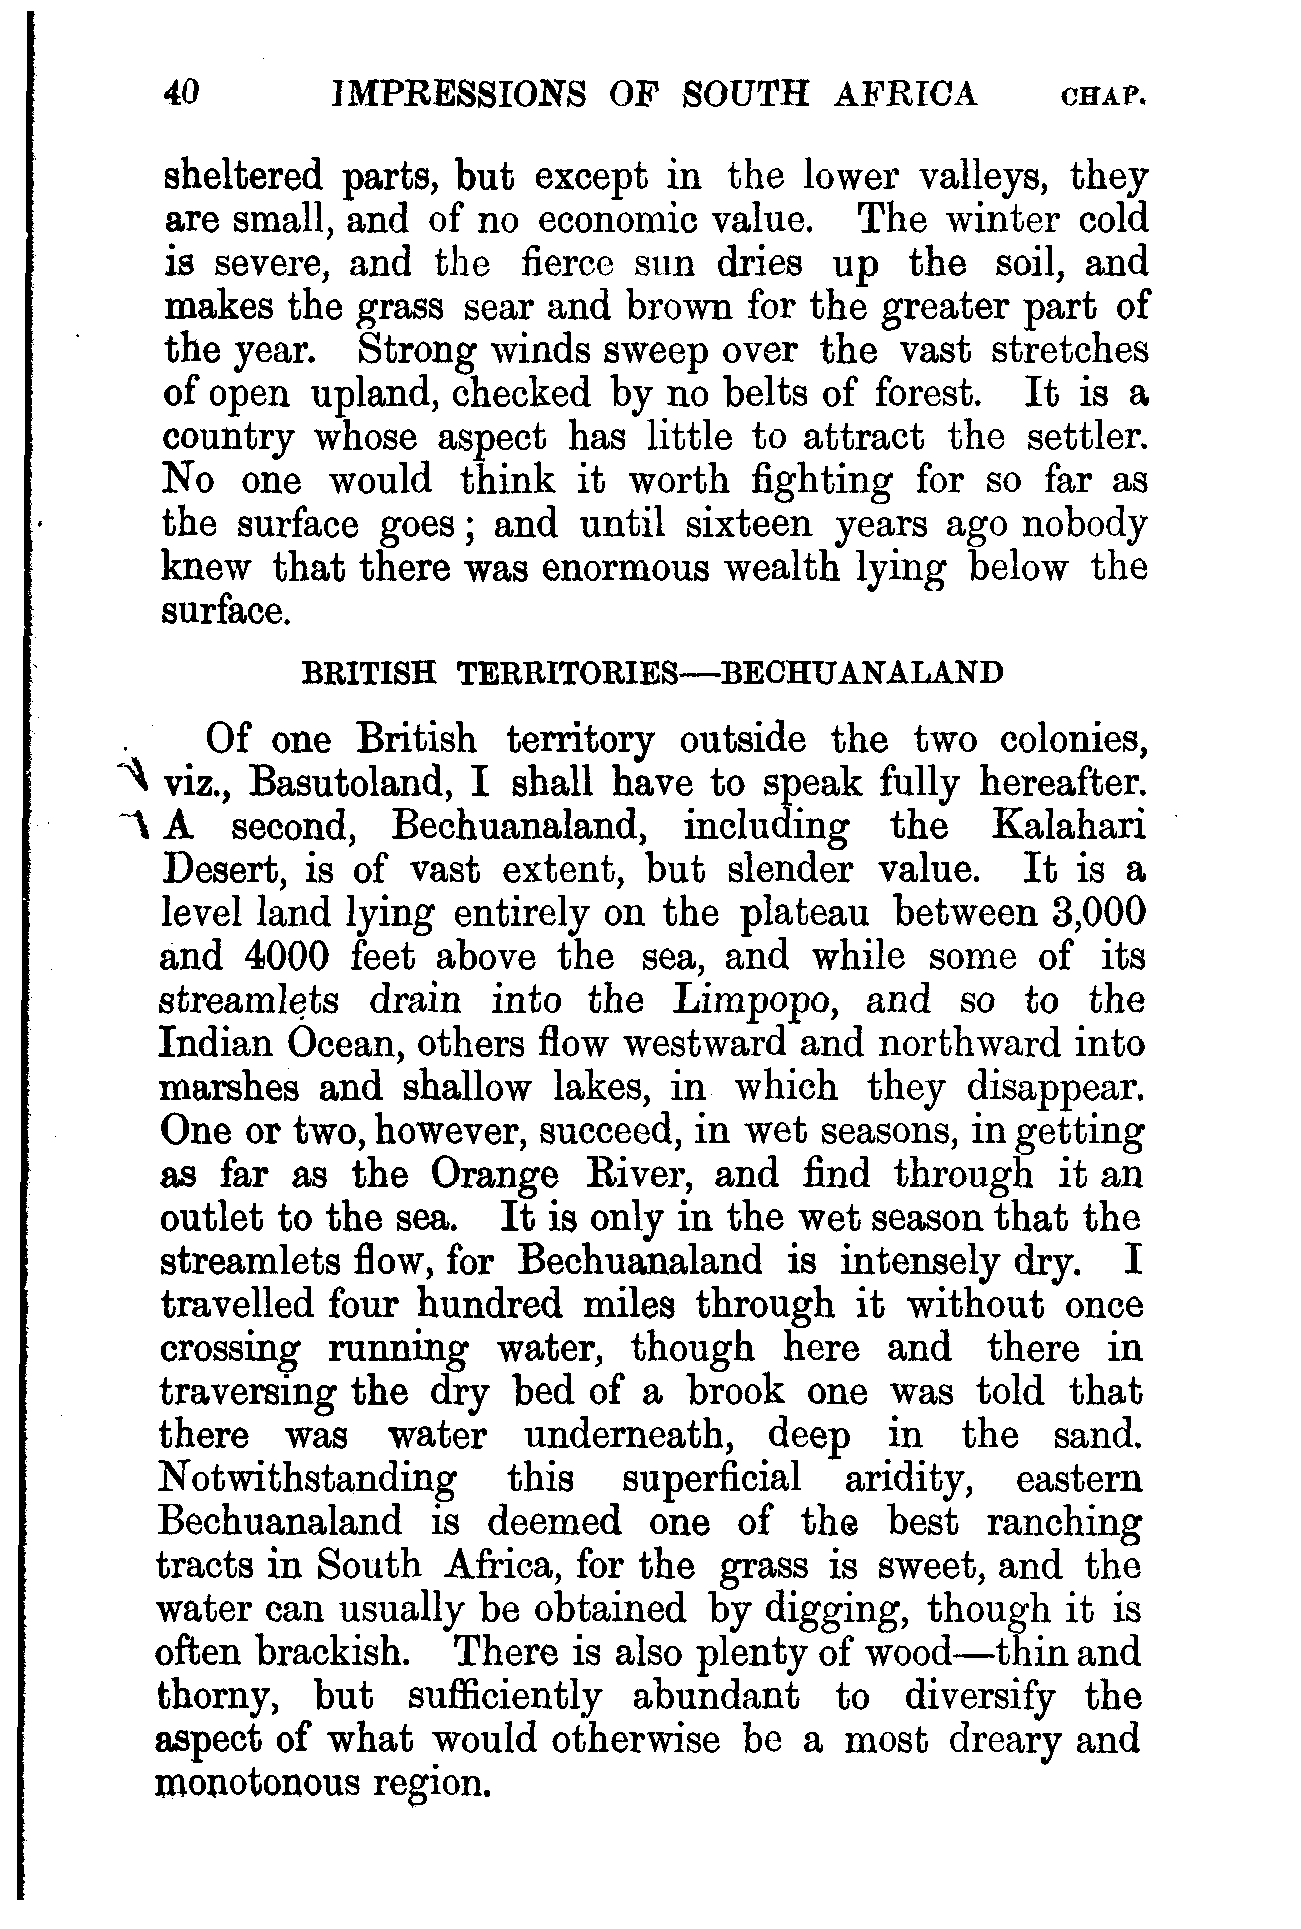 40 IMPRESSIONS OF SOUTH AFRICA CHAP.
sheltered parts, but except in the lower valleys, they
are small, and of no economic value. The winter cold
is severe, and the fierce sun dries up the soil, and
makes the grass sear and brown for the greater part of
the year. Strong winds sweep over the vast stretches
of open upland, checked by no belts of forest. It is a
country whose aspect has little to attract the settler.
No one would think it worth fighting for so far as
the surface goes; and until sixteen years ago nobody
knew that there was enormous wealth lying below the
surface.
BRITISH TERRITORIES—BECHUANALAND
Of one British territory outside the two colonies,
viz., Basutoland, I shall have to speak fully hereafter.
A second, Bechuanaland, including the Kalahari
Desert, is of vast extent, but slender value. It is a
level land lying entirely on the plateau between 3,000
and 4000 feet above the sea, and while some of its
streamlets drain into the Limpopo, and so to the
Indian Ocean, others flow westward and northward into
marshes and shallow lakes, in which they disappear.
One or two, however, succeed, in wet seasons, in getting
as far as the Orange River, and find through it an
outlet to the sea. It is only in the wet season that the
streamlets flow, for Bechuanaland is intensely dry. I
travelled four hundred miles through it without once
crossing running water, though here and there in
traversing the dry bed of a brook one was told that
there was water underneath, deep in the sand.
Notwithstanding this superficial aridity, eastern
Bechuanaland is deemed one of the best ranching
tracts in South Africa, for the grass is sweet, and the
water can usually be obtained by digging, though it is
often brackish. There is also plenty of wood—thin and
thorny, but sufficiently abundant to diversify the
aspect of what would otherwise be a most dreary and
monotonous region.